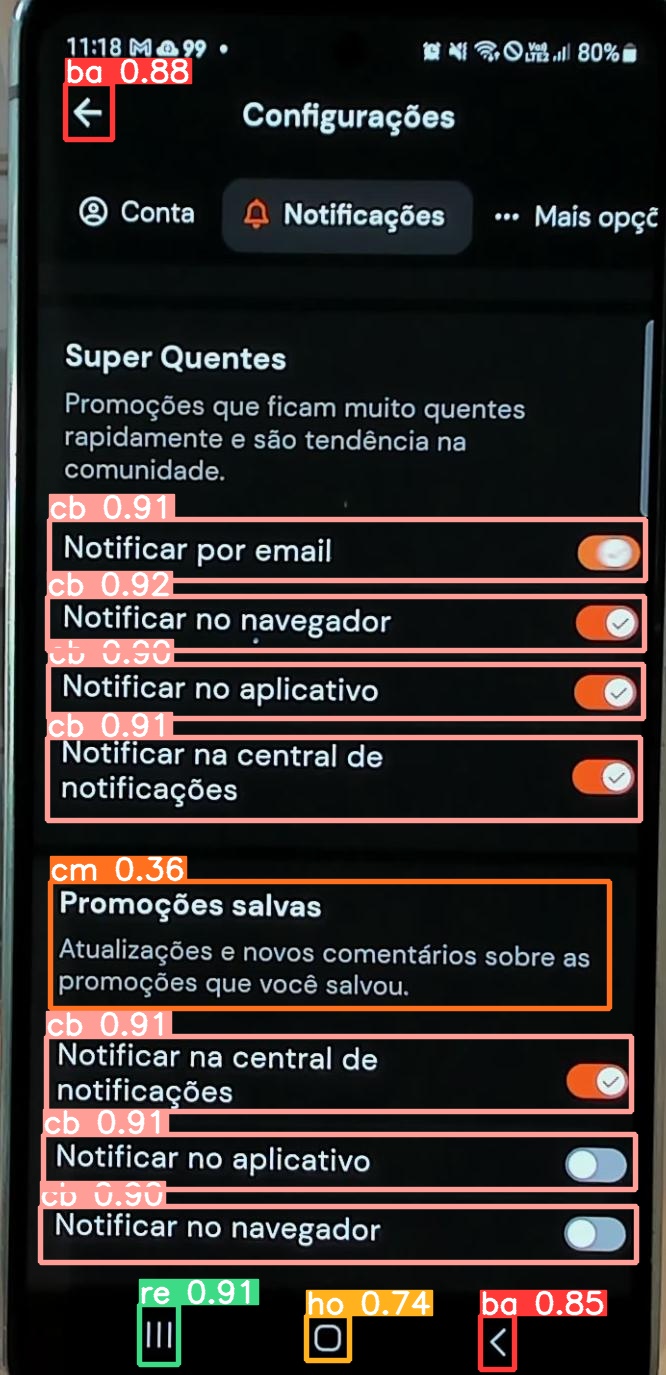 11:18 99 80%
ba 0.88
Configurações
Conta Notificações ... Mais opçõ
Super Quentes
Promoções que ficam muito quentes
rapidamente e são tendência na
comunidade.
cb 0.91
Notificar por email
cb 0.92
Notificar no navegador
cb 0.90
Notificar no aplicativo
cb 0.91
Notificar na central de
notificações
cm 0.36
Promoções salvas
Atualizações e novos comentários sobre as
promoções que você salvou.
cb 0.91
Notificar na central de
notificações
cb 0.91
Notificar no aplicativo
cb 0.90
Notificar no navegador
re 0.91 ho 0.74 ba 0.85